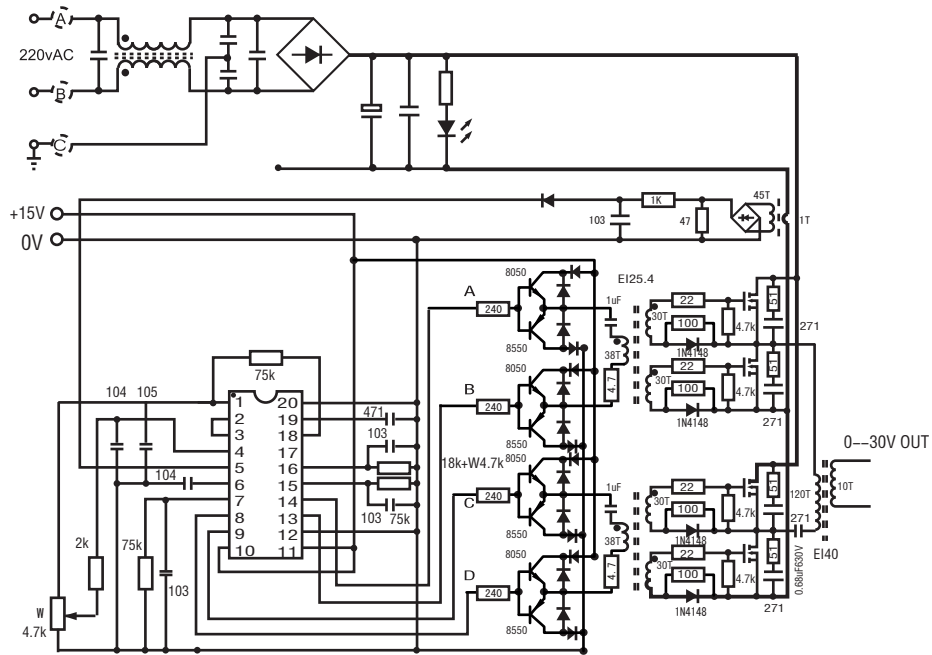 A
220vAC
B
C
+15V
0V
103
1K
47
45T
1T
8050
A
240
8550
1uF
38T
4.7
EI25.4
30T
22
100
1N4148
4.7k
51
271
30T
22
100
1N4148
4.7k
51
271
B
240
8050
8550
75k
104
105
1
2
3
4
5
6
7
8
9
10
20
19
18
17
16
15
14
13
12
11
471
103
103
75k
18k+W4.7k
104
2k
75k
103
W
4.7k
8050
C
240
8550
1uF
38T
4.7
30T
22
100
1N4148
4.7k
51
271
30T
22
100
1N4148
4.7k
51
271
8050
D
240
8550
0.68uF630V
120T
10T
EI40
0--30V OUT